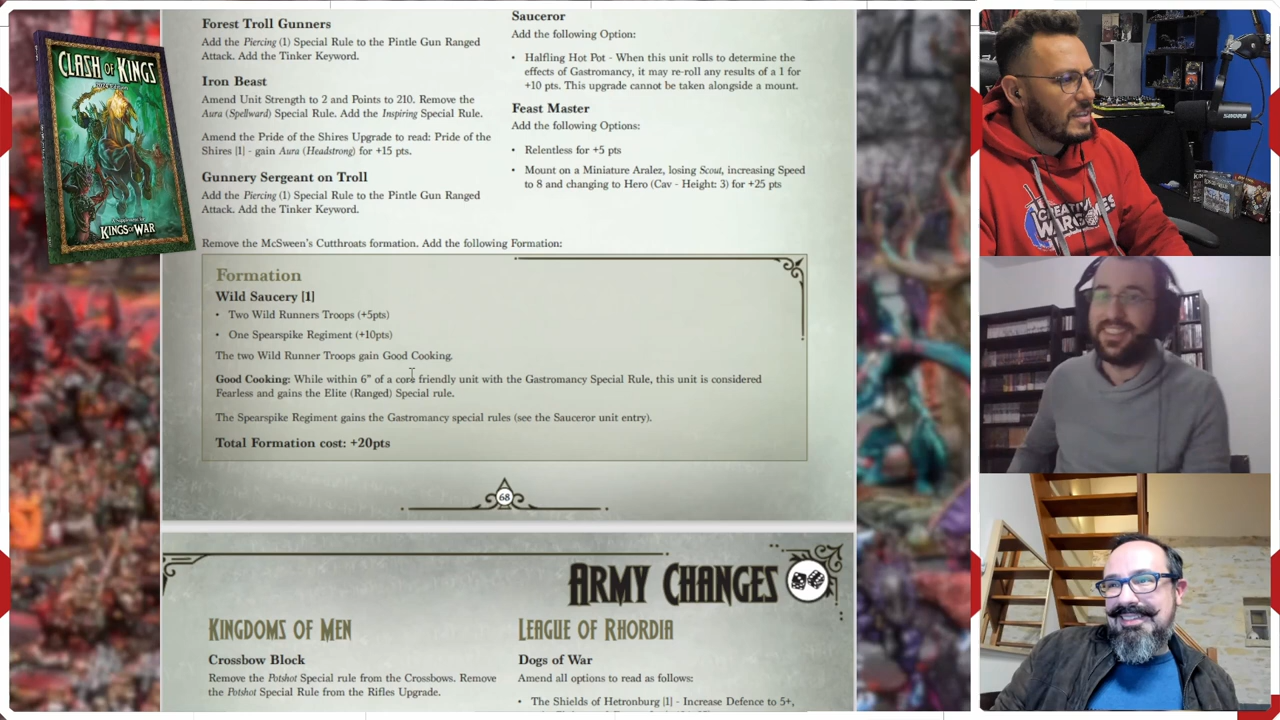 CLASH OF KINGS
KINGS OF WAR
Forest Troll Gunners
Add the Piercing (1) Special Rule to the Pintle Gun Ranged
Attack. Add the Tinker Keyword.
Iron Beast
Amend Unit Strength to 2 and Points to 210. Remove the
Aura (Spellward) Special Rule. Add the Inspiring Special Rule.
Amend the Pride of the Shires Upgrade to read: Pride of the
Shires [1] - gain Aura (Headstrong) for +15 pts.
Gunnery Sergeant on Troll
Add the Piercing (1) Special Rule to the Pintle Gun Ranged
Attack. Add the Tinker Keyword.
Sauceror
Add the following Option:
• Halfling Hot Pot - When this unit rolls to determine the
effects of Gastromancy, it may re-roll any results of a 1 for
+10 pts. This upgrade cannot be taken alongside a mount.
Feast Master
Add the following Options:
• Relentless for +5 pts
• Mount on a Miniature Aralez, losing Scout, increasing Speed
to 8 and changing to Hero (Cav - Height: 3) for +25 pts
Remove the McSween's Cutthroats formation. Add the following Formation:
Formation
Wild Saucery [1]
• Two Wild Runners Troops (+5pts)
• One Spearspike Regiment (+10pts)
The two Wild Runner Troops gain Good Cooking.
Good Cooking: While within 6" of a core friendly unit with the Gastromancy Special Rule, this unit is considered
Fearless and gains the Elite (Ranged) Special rule.
The Spearspike Regiment gains the Gastromancy special rules (see the Sauceror unit entry).
Total Formation cost: +20pts
68
ARMY CHANGES
KINGDOMS OF MEN
Crossbow Block
Remove the Potshot Special rule from the Crossbows. Remove
the Potshot Special Rule from the Rifles Upgrade.
LEAGUE OF RHORDIA
Dogs of War
Amend all options to read as follows:
• The Shields of Hetronburg [1] - Increase Defence to 5+,
CREATIVE
WARGAMES
SHURE